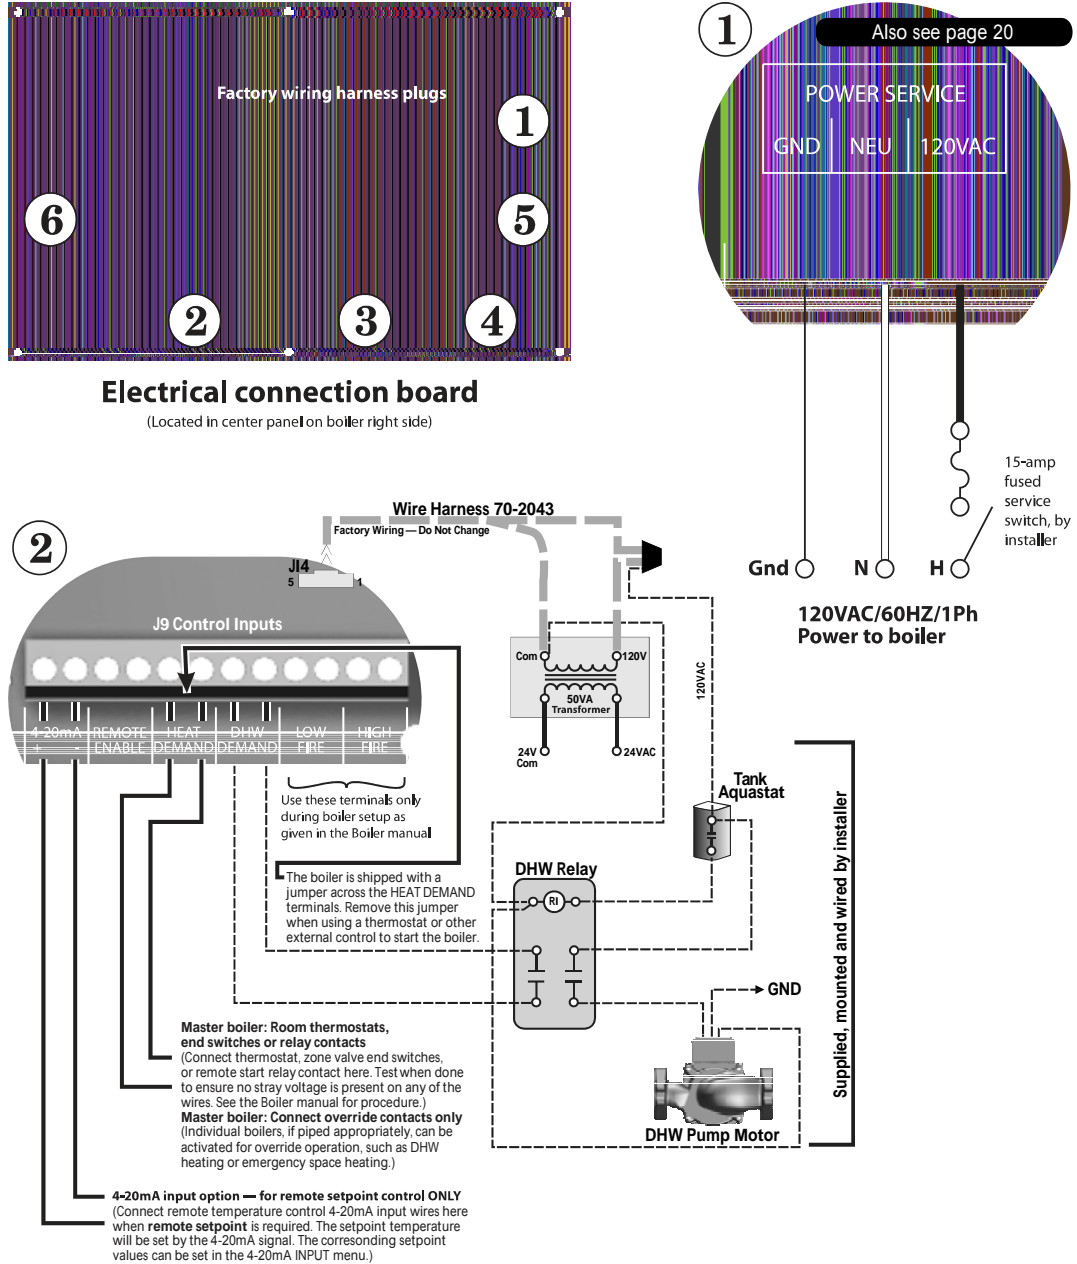 Factory wiring harness plugs
1
6
5
2
3
4
Electrical connection board
(Located in center panel on boiler right side)
1
Also see page 20
POWER SERVICE
GND NEU 120VAC
15-amp
fused
service
switch, by
installer
Gnd N H
120VAC/60HZ/1Ph
Power to boiler
2
Wire Harness 70-2043
Factory Wiring — Do Not Change
JI4
5 1
J9 Control Inputs
4-20mA REMOTE HEAT DHW LOW HIGH
+ - ENABLE DEMAND DEMAND FIRE FIRE
Com 120V
50VA
Transformer
24V
Com
24VAC
120VAC
Use these terminals only
during boiler setup as
given in the Boiler manual
The boiler is shipped with a
jumper across the HEAT DEMAND
terminals. Remove this jumper
when using a thermostat or other
external control to start the boiler.
Tank
Aquastat
DHW Relay
RI
GND
DHW Pump Motor
Supplied, mounted and wired by installer
Master boiler: Room thermostats,
end switches or relay contacts
(Connect thermostat, zone valve end switches,
or remote start relay contact here. Test when done
to ensure no stray voltage is present on any of the
wires. See the Boiler manual for procedure.)
Master boiler: Connect override contacts only
(Individual boilers, if piped appropriately, can be
activated for override operation, such as DHW
heating or emergency space heating.)
4-20mA input option — for remote setpoint control ONLY
(Connect remote temperature control 4-20mA input wires here
when remote setpoint is required. The setpoint temperature
will be set by the 4-20mA signal. The corresonding setpoint
values can be set in the 4-20mA INPUT menu.)